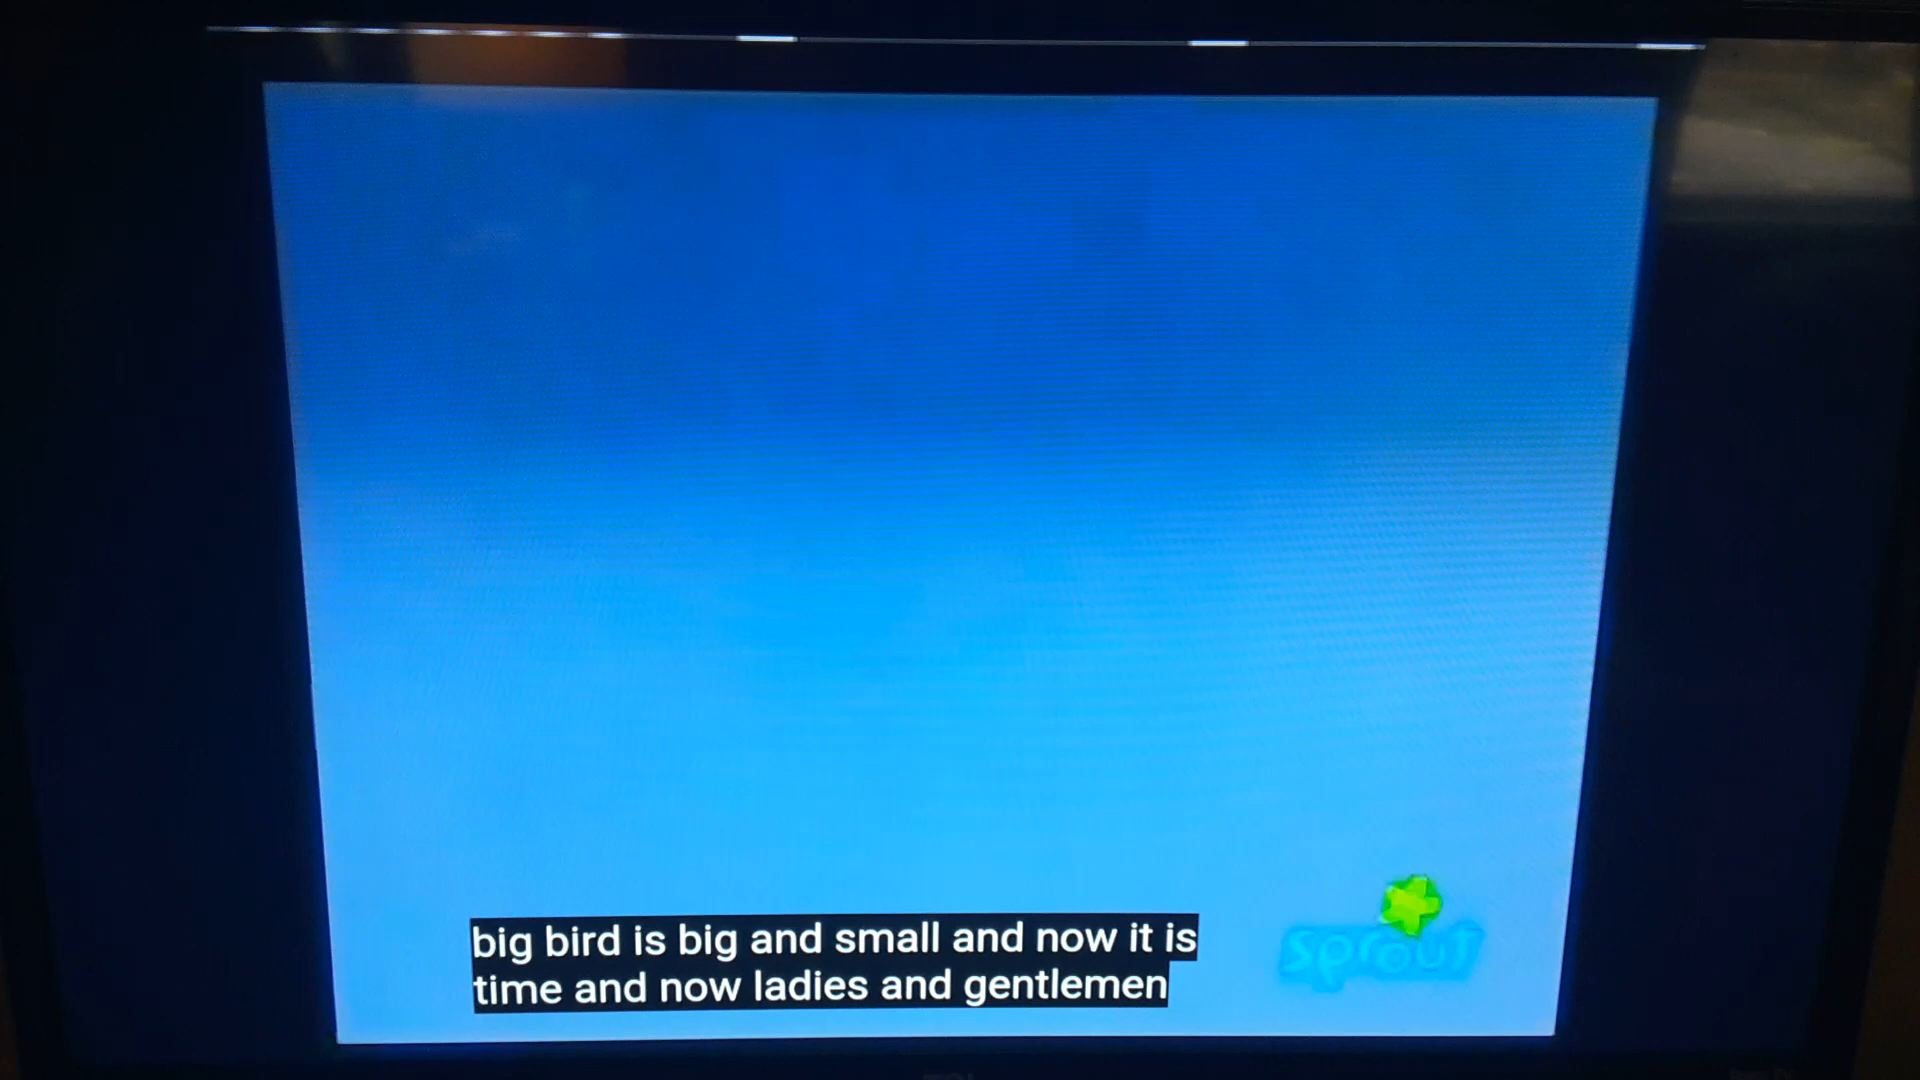 big bird is big and small and now it is
time and now ladies and gentlemen
sprout